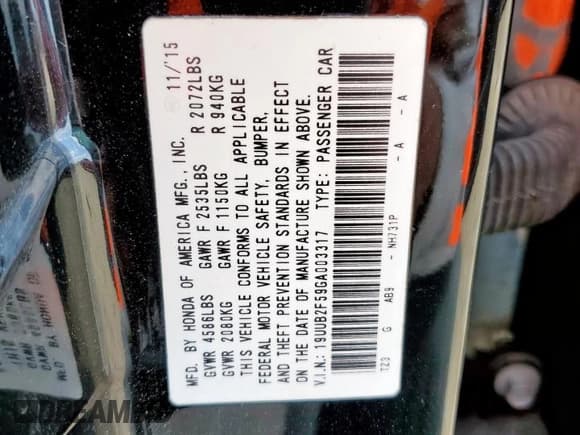 MFD. BY HONDA OF AMERICA MFG., INC. 11/'15
GVWR 4586LBS GAWR F 2535LBS R 2072LBS
GVWR 2080KG GAWR F 1150KG R 940KG
THIS VEHICLE CONFORMS TO ALL APPLICABLE
FEDERAL MOTOR VEHICLE SAFETY, BUMPER,
AND THEFT PREVENTION STANDARDS IN EFFECT
ON THE DATE OF MANUFACTURE SHOWN ABOVE.
V.I.N.: 19UUB2F59GA003317 TYPE: PASSENGER CAR
TZ3 G AB9 - NH731P - A - A